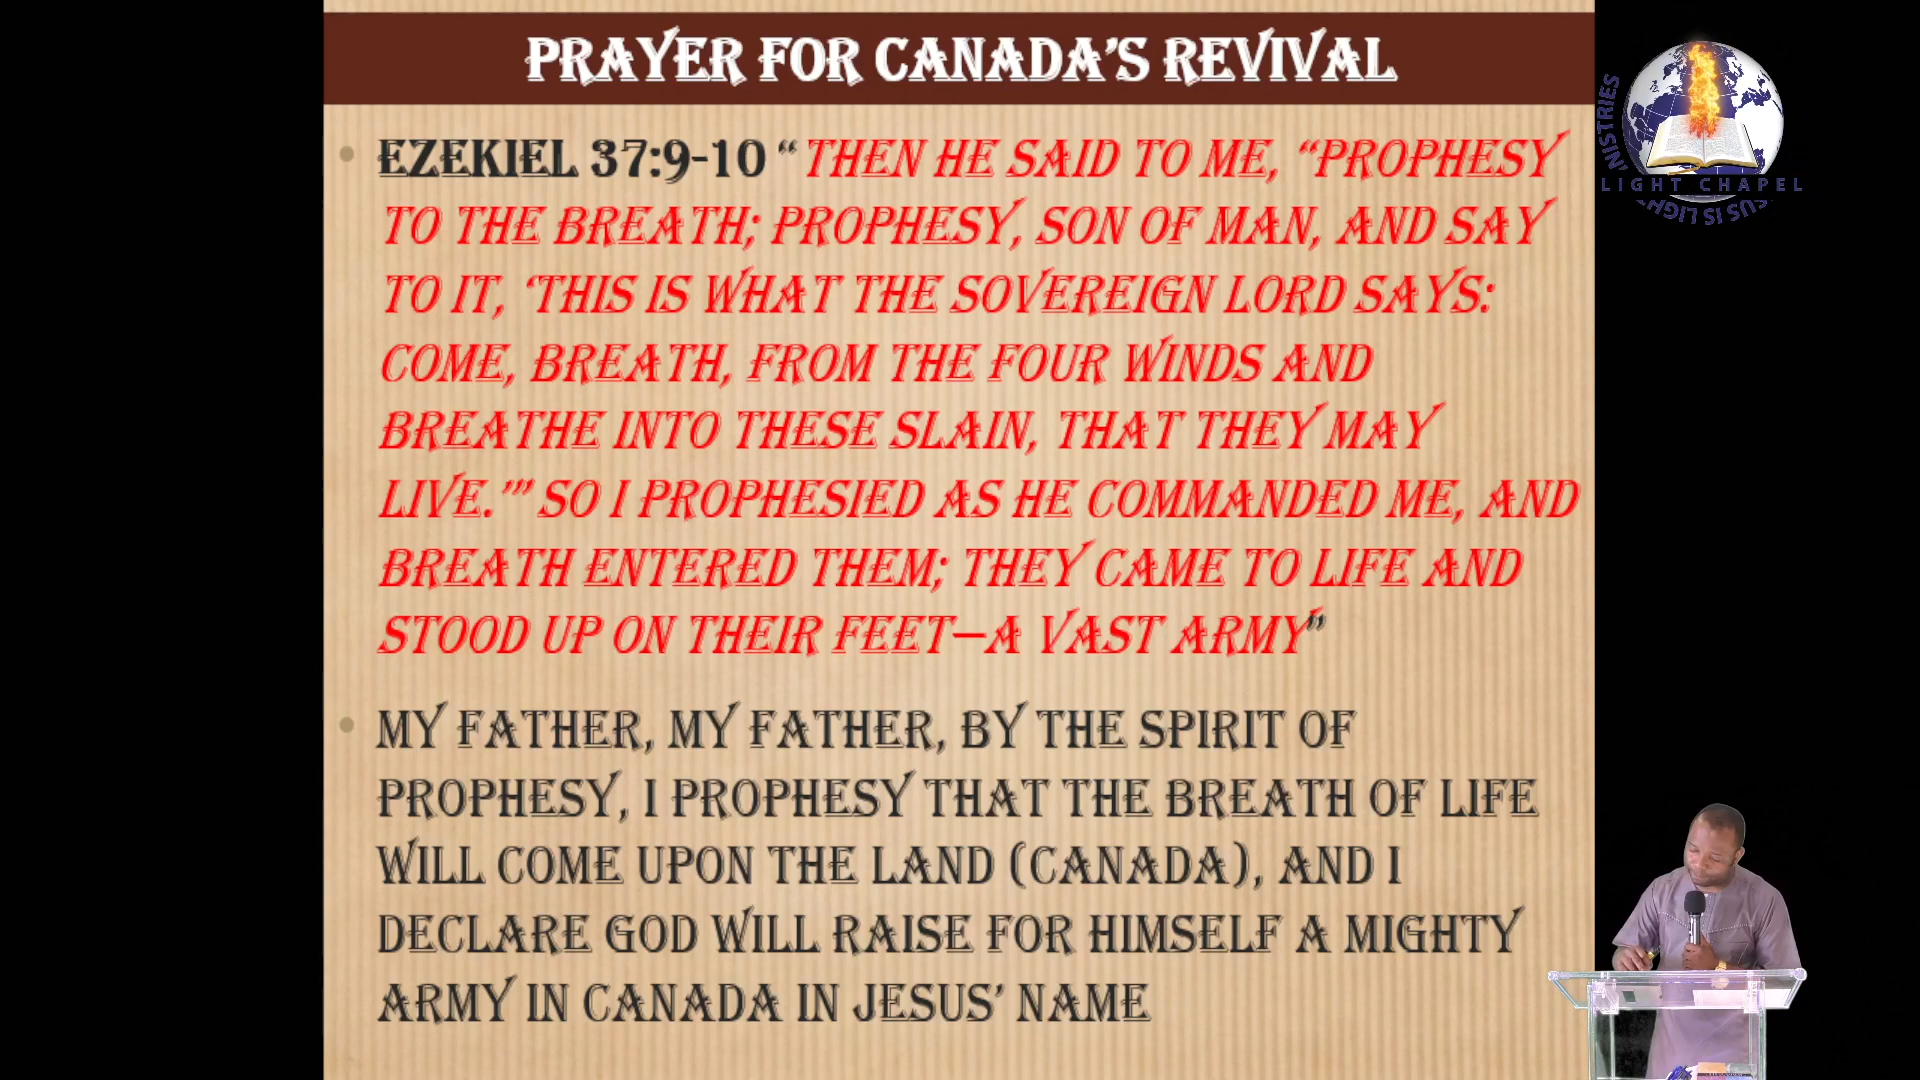 PRAYER FOR CANADA’S REVIVAL
• EZEKIEL 37:9-10 “ THEN HE SAID TO ME, “PROPHESY
TO THE BREATH; PROPHESY, SON OF MAN, AND SAY
TO IT, ‘THIS IS WHAT THE SOVEREIGN LORD SAYS:
COME, BREATH, FROM THE FOUR WINDS AND
BREATHE INTO THESE SLAIN, THAT THEY MAY
LIVE.’” SO I PROPHESIED AS HE COMMANDED ME, AND
BREATH ENTERED THEM; THEY CAME TO LIFE AND
STOOD UP ON THEIR FEET—A VAST ARMY”
• MY FATHER, MY FATHER, BY THE SPIRIT OF
PROPHESY, I PROPHESY THAT THE BREATH OF LIFE
WILL COME UPON THE LAND (CANADA), AND I
DECLARE GOD WILL RAISE FOR HIMSELF A MIGHTY
ARMY IN CANADA IN JESUS’ NAME
LIGHT CHAPEL